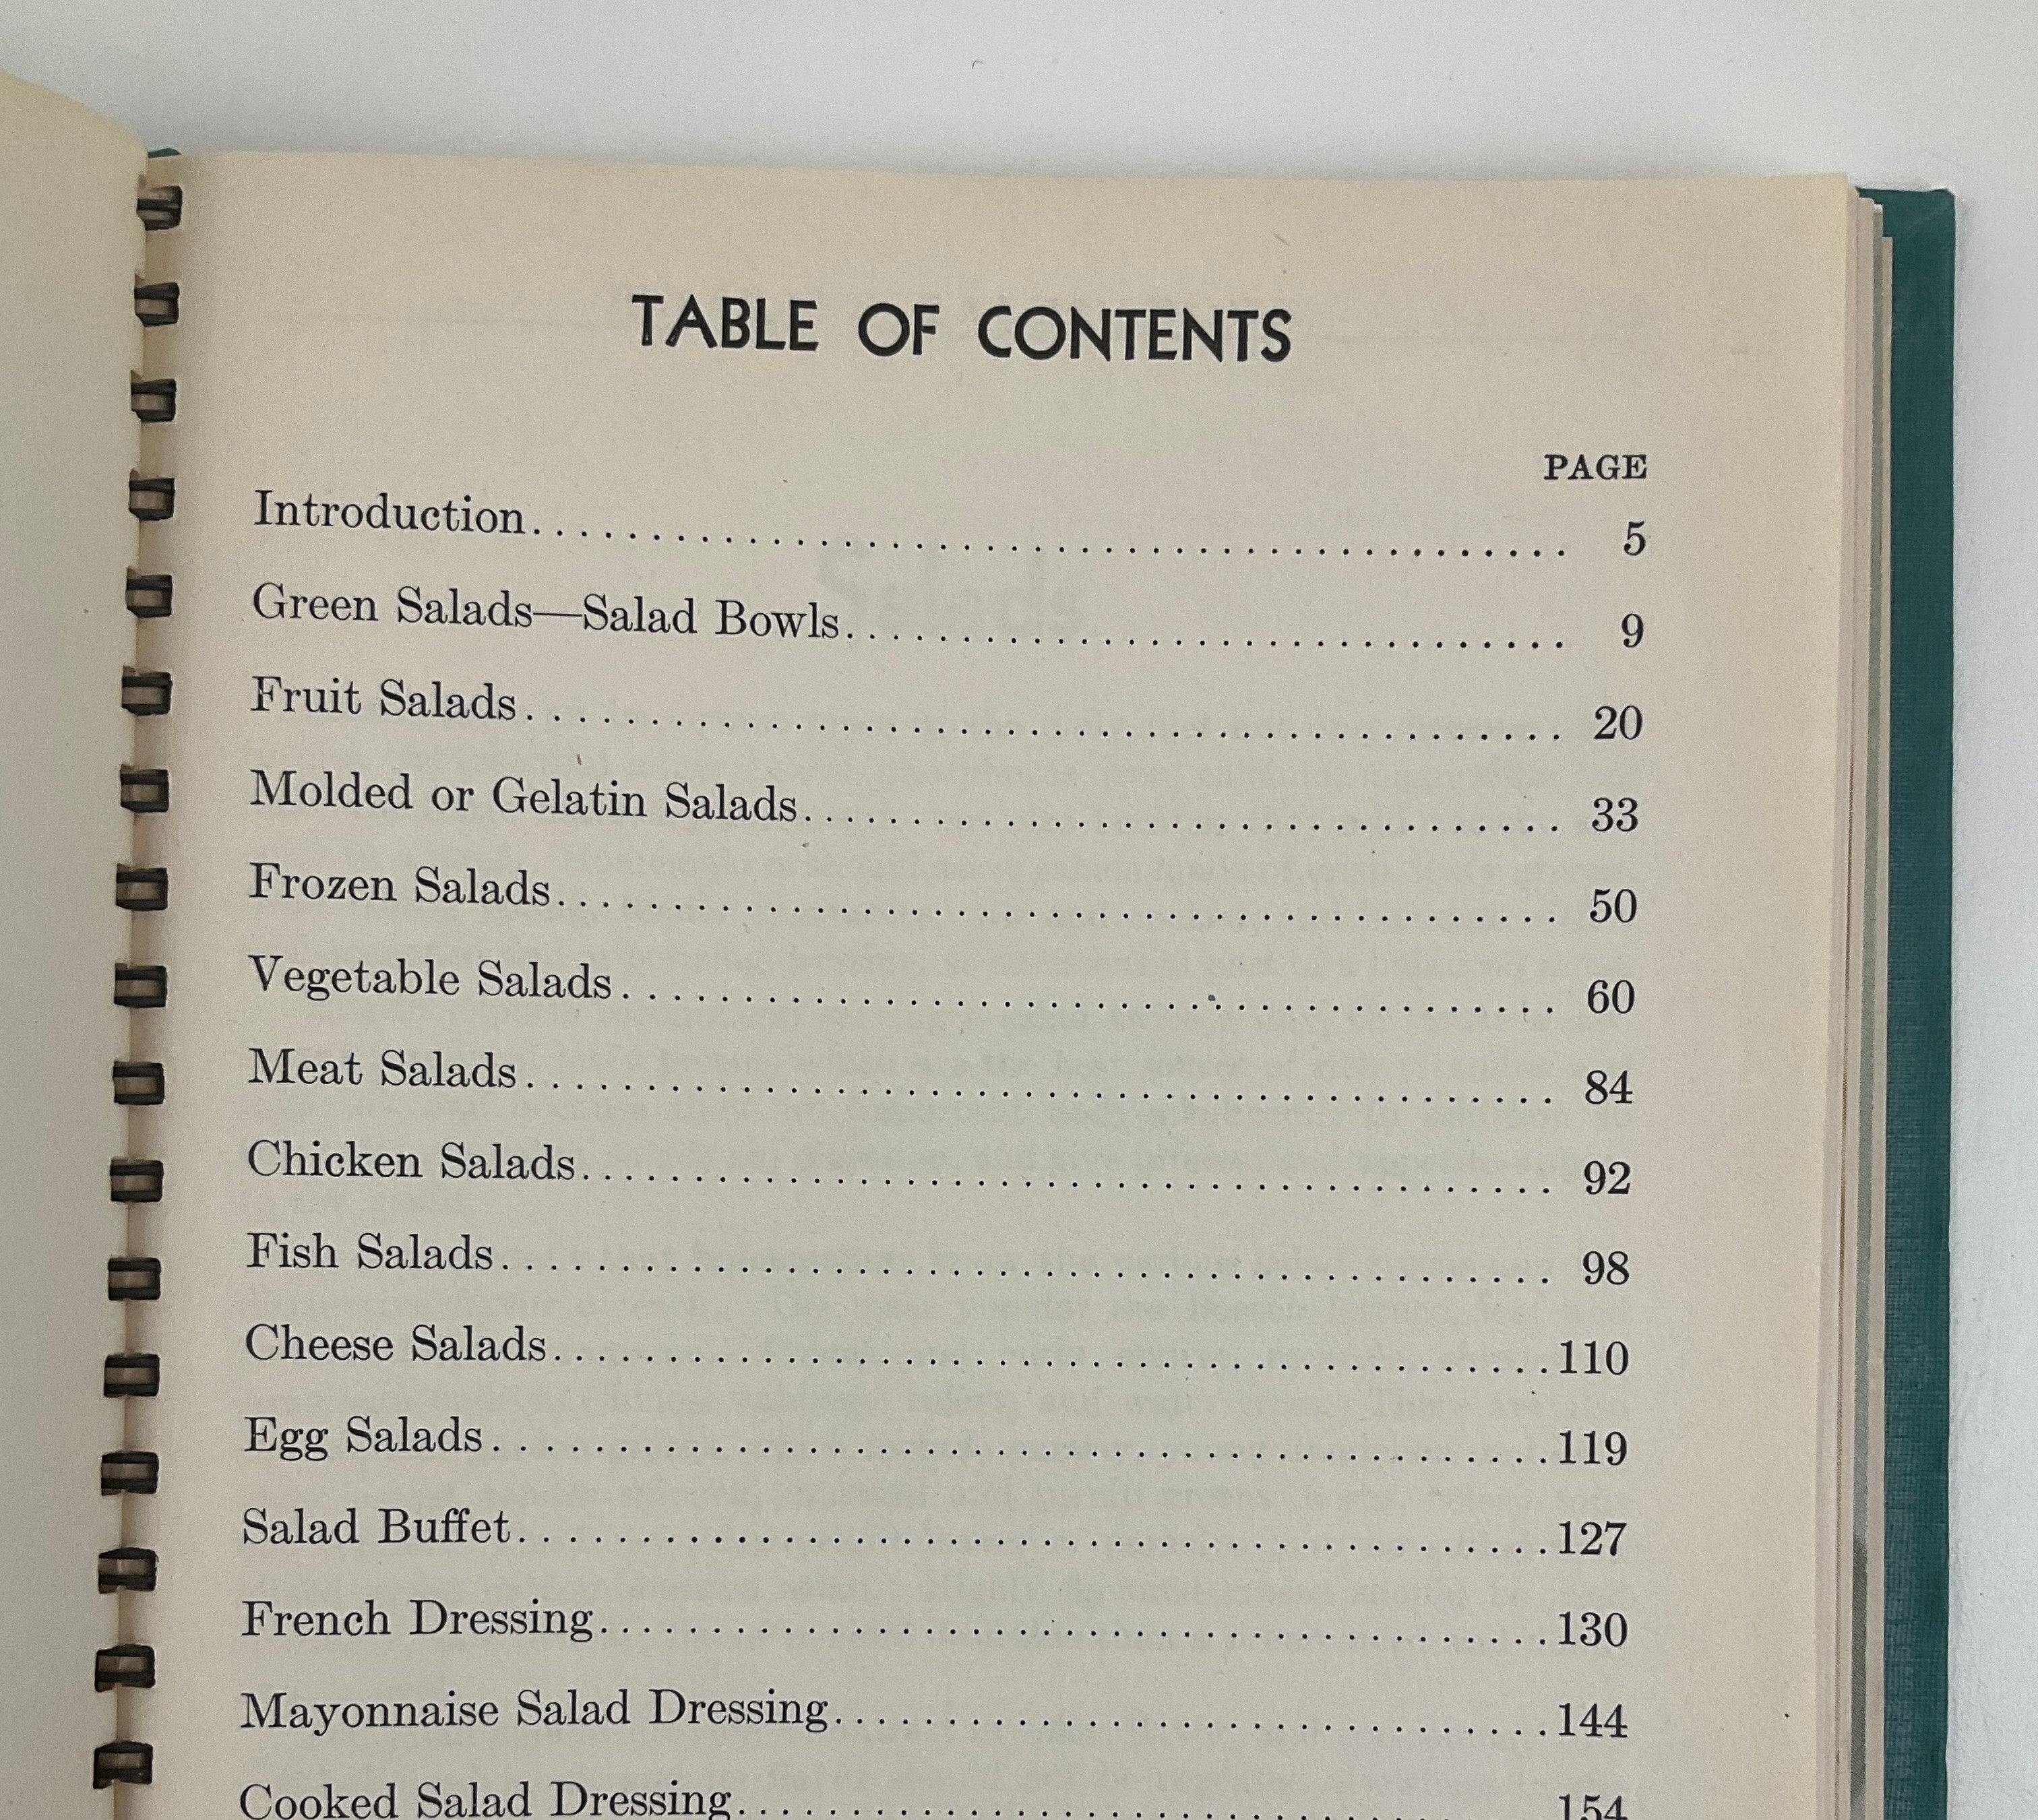 TABLE OF CONTENTS
PAGE
Introduction........................................... 5
Green Salads—Salad Bowls............................... 9
Fruit Salads........................................... 20
Molded or Gelatin Salads............................... 33
Frozen Salads.......................................... 50
Vegetable Salads....................................... 60
Meat Salads............................................ 84
Chicken Salads......................................... 92
Fish Salads............................................ 98
Cheese Salads..........................................110
Egg Salads.............................................119
Salad Buffet...........................................127
French Dressing........................................130
Mayonnaise Salad Dressing..............................144
Cooked Salad Dressing..................................154